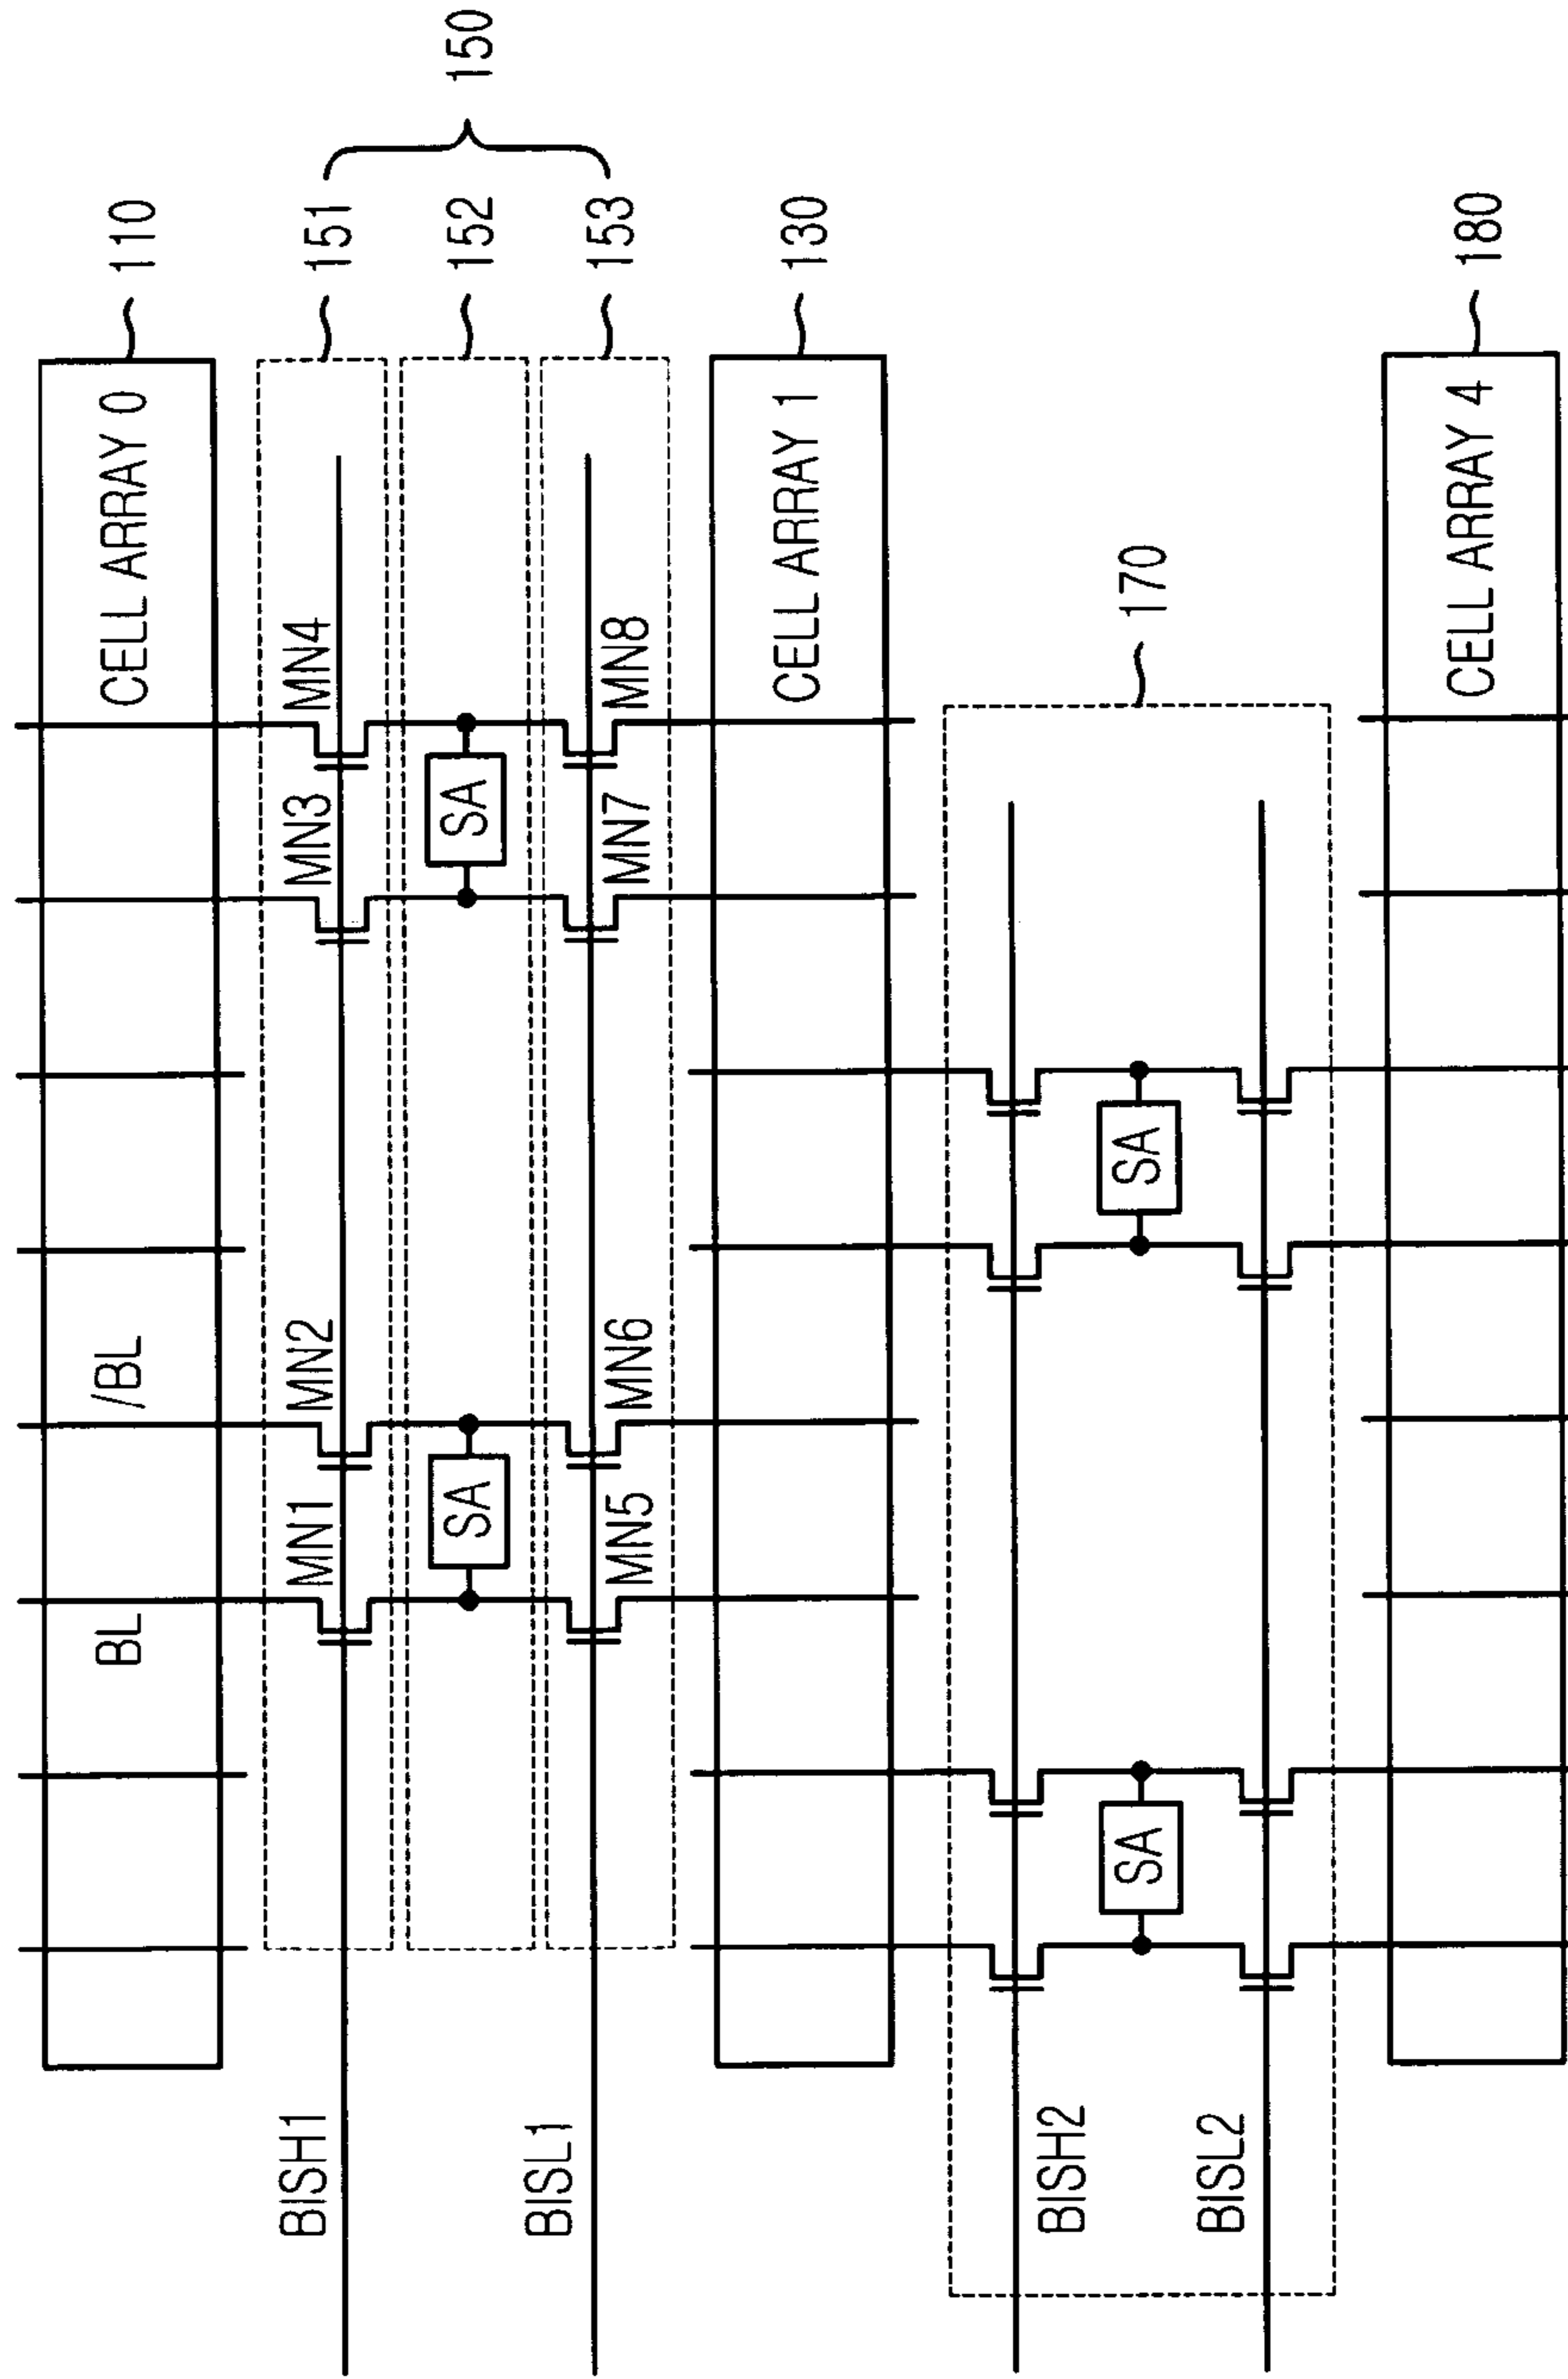 110
CELL ARRAY 0
BL
/BL
150
151
152
153
BISH1
MN1
MN2
MN3
MN4
SA
SA
BISL1
MN5
MN6
MN7
MN8
130
CELL ARRAY 1
170
BISH2
SA
SA
BISL2
180
CELL ARRAY 4